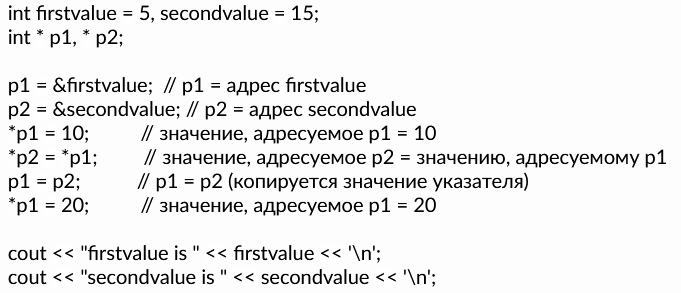 int firstvalue = 5, secondvalue = 15;
int * p1, * p2;
p1 = &firstvalue; // p1 = адрес firstvalue
p2 = &secondvalue; // p2 = адрес secondvalue
*p1 = 10; // значение, адресуемое p1 = 10
*p2 = *p1; // значение, адресуемое p2 = значению, адресуемому p1
p1 = p2; // p1 = p2 (копируется значение указателя)
*p1 = 20; // значение, адресуемое p1 = 20
cout << "firstvalue is " << firstvalue << '\n';
cout << "secondvalue is " << secondvalue << '\n';